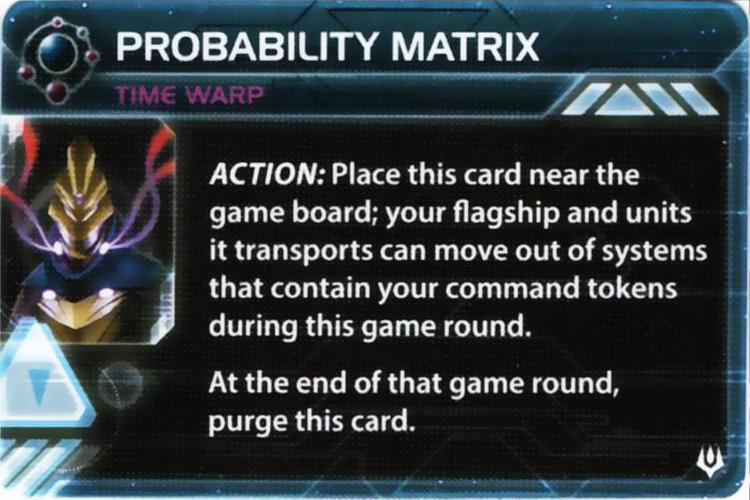 PROBABILITY MATRIX
TIME WARP
ACTION: Place this card near the
game board; your flagship and units
it transports can move out of systems
that contain your command tokens
during this game round.
At the end of that game round,
purge this card.